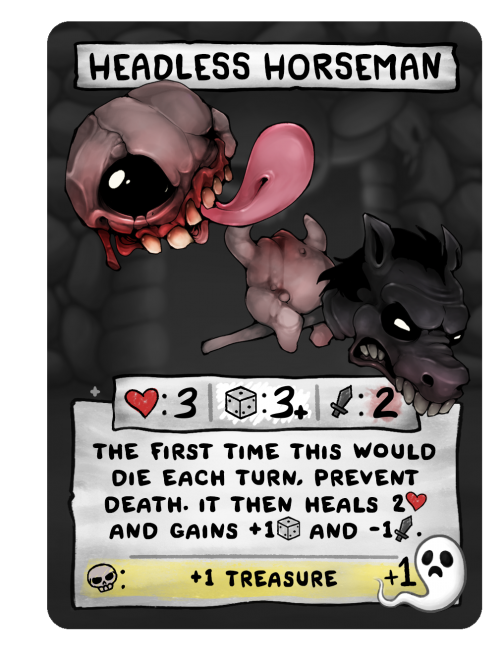 HEADLESS HORSEMAN
: 3 : 3+ : 2
THE FIRST TIME THIS WOULD
DIE EACH TURN, PREVENT
DEATH. IT THEN HEALS 2
AND GAINS +1 AND -1.
: +1 TREASURE +1